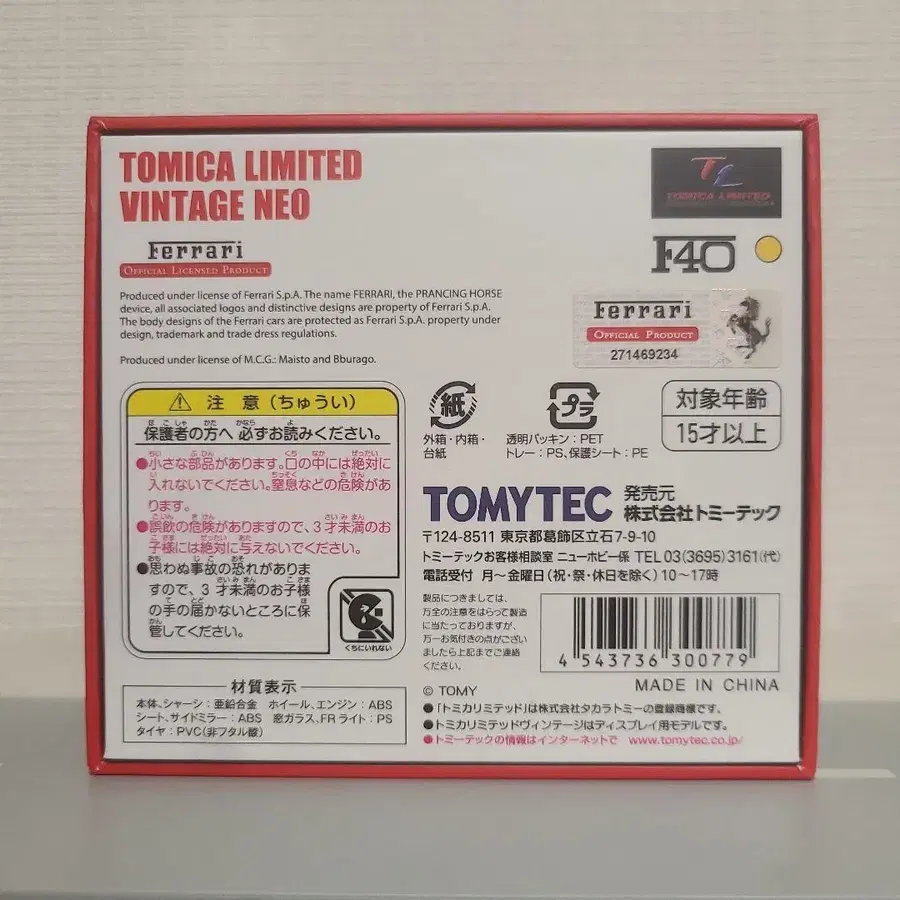 TOMICA LIMITED
VINTAGE NEO
Ferrari
OFFICIAL LICENSED PRODUCT
Produced under license of Ferrari S.p.A. The name FERRARI, the PRANCING HORSE
device, all associated logos and distinctive designs are property of Ferrari S.p.A.
The body designs of the Ferrari cars are protected as Ferrari S.p.A. property under
design, trademark and trade dress regulations.
Produced under license of M.C.G.: Maisto and Bburago.
TL
TOMICA LIMITED
F40
Ferrari
OFFICIAL PRODUCT
271469234
注 意(ちゅうい)
保護者の方へ 必ずお読みください。
●小さな部品があります。口の中には絶対に
入れないでください。窒息などの危険があ
ります。
●誤飲の危険がありますので、3才未満のお
子様には絶対に与えないでください。
●思わぬ事故の恐れがありま
すので、3才未満のお子様
の手の届かないところに保
管してください。
くちにいれない
材質表示
本体、シャーシ:亜鉛合金 ホイール、エンジン:ABS
シート、サイドミラー:ABS 窓ガラス、FRライト:PS
タイヤ:PVC(非フタル酸)
紙
外箱・内箱・
台紙
プラ
透明パッキン:PET
トレー:PS、保護シート:PE
対象年齢
15才以上
TOMYTEC
発売元
株式会社トミーテック
〒124-8511 東京都葛飾区立石7-9-10
トミーテックお客様相談室 ニューホビー係 TEL 03(3695)3161(代)
電話受付 月~金曜日(祝・祭・休日を除く)10~17時
製品につきましては、
万全の注意をはらって製造
に当たっておりますが、
万一お気付きの点がござい
ましたら上記までご連絡
ください。
4 543736 300779
MADE IN CHINA
© TOMY
●「トミカリミテッド」は株式会社タカラトミーの登録商標です。
●トミカリミテッドヴィンテージはディスプレイ用モデルです。
●トミーテックの情報はインターネットで www.tomytec.co.jp/